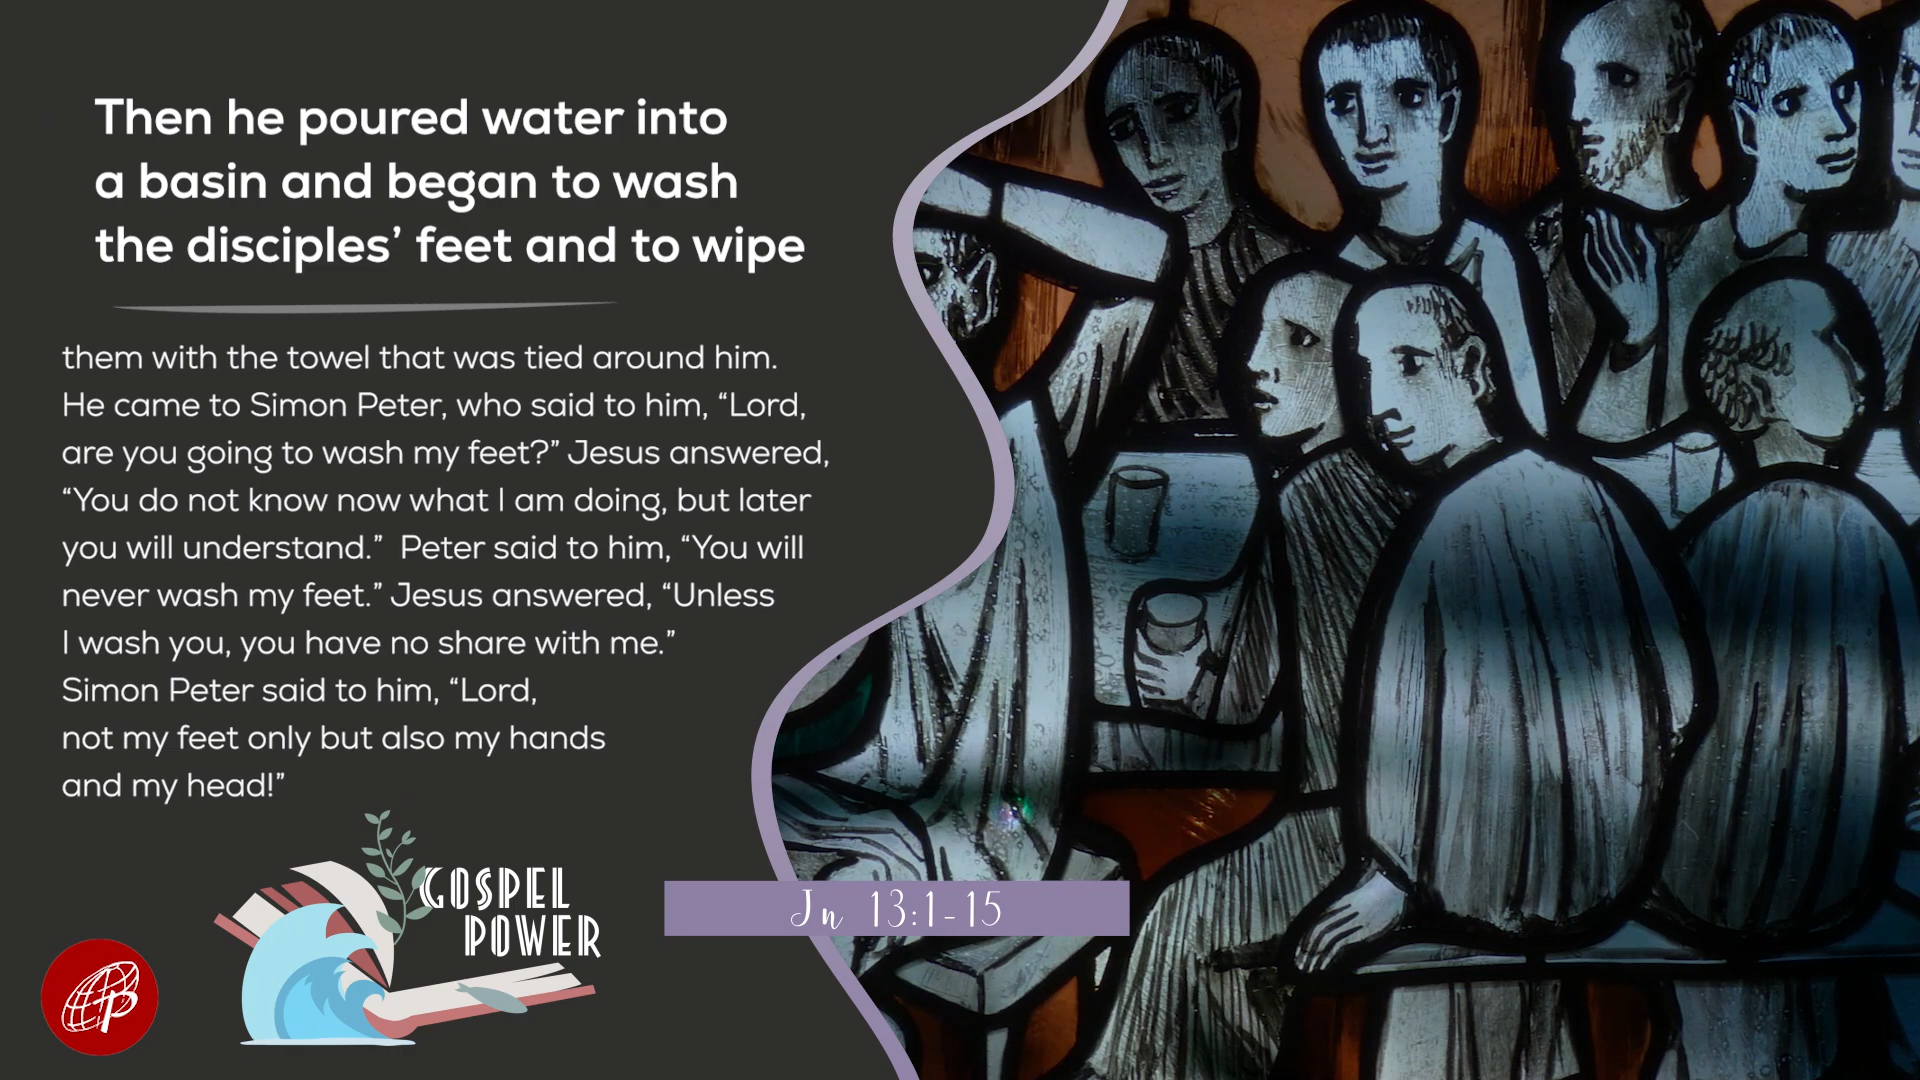 Then he poured water into
a basin and began to wash
the disciples’ feet and to wipe
them with the towel that was tied around him.
He came to Simon Peter, who said to him, “Lord,
are you going to wash my feet?” Jesus answered,
“You do not know now what I am doing, but later
you will understand.”  Peter said to him, “You will
never wash my feet.” Jesus answered, “Unless
I wash you, you have no share with me.”
Simon Peter said to him, “Lord,
not my feet only but also my hands
and my head!”
GOSPEL
POWER
Jn 13:1-15